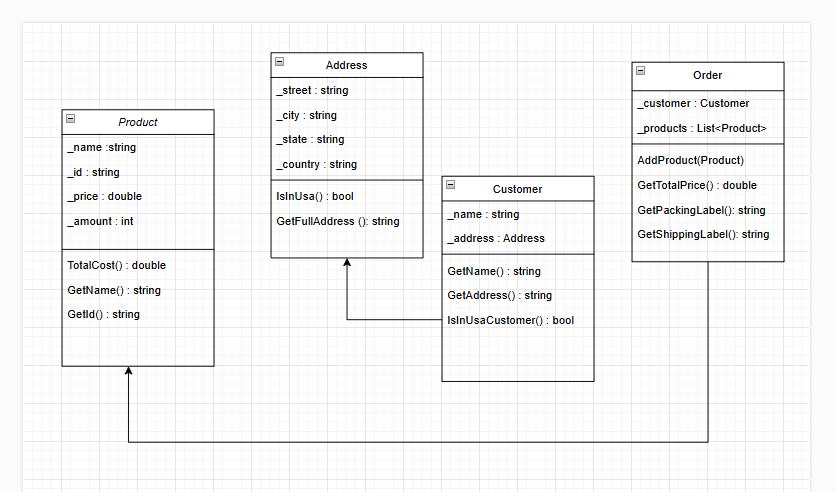 Product
_name :string
_id : string
_price : double
_amount : int
TotalCost() : double
GetName() : string
GetId() : string
Address
_street : string
_city : string
_state : string
_country : string
IsInUsa() : bool
GetFullAddress (): string
Customer
_name : string
_address : Address
GetName() : string
GetAddress() : string
IsInUsaCustomer() : bool
Order
_customer : Customer
_products : List<Product>
AddProduct(Product)
GetTotalPrice() : double
GetPackingLabel(): string
GetShippingLabel(): string